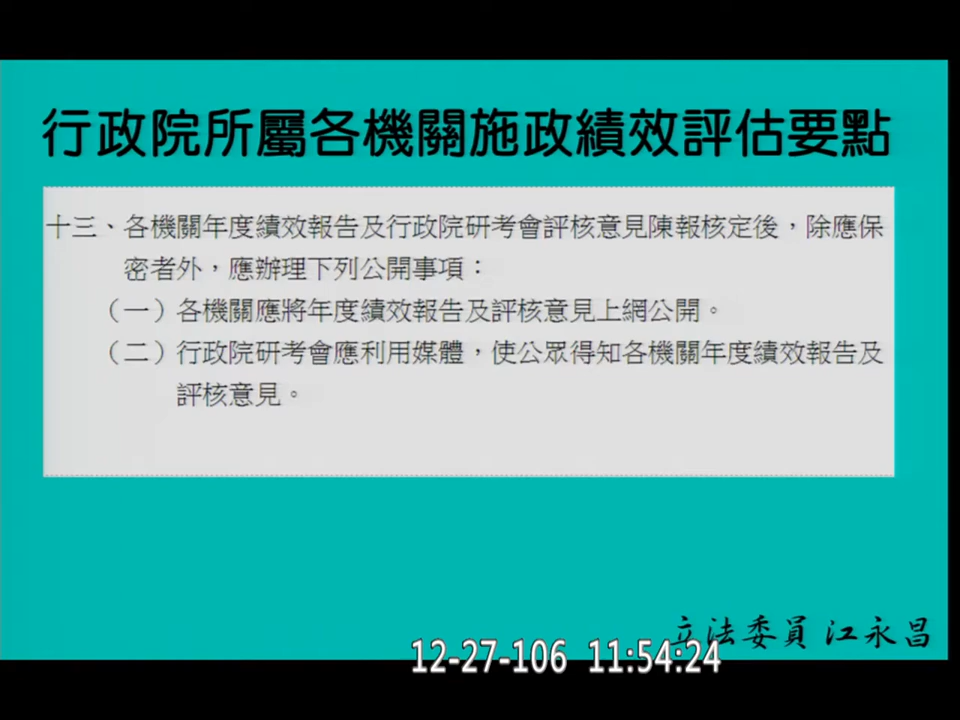 行政院所屬各機關施政績效評估要點
十三、各機關年度績效報告及行政院研考會評核意見陳報核定後，除應保
密者外，應辦理下列公開事項：
（一）各機關應將年度績效報告及評核意見上網公開。
（二）行政院研考會應利用媒體，使公眾得知各機關年度績效報告及
評核意見。
立法委員 江永昌
12-27-106 11:54:24